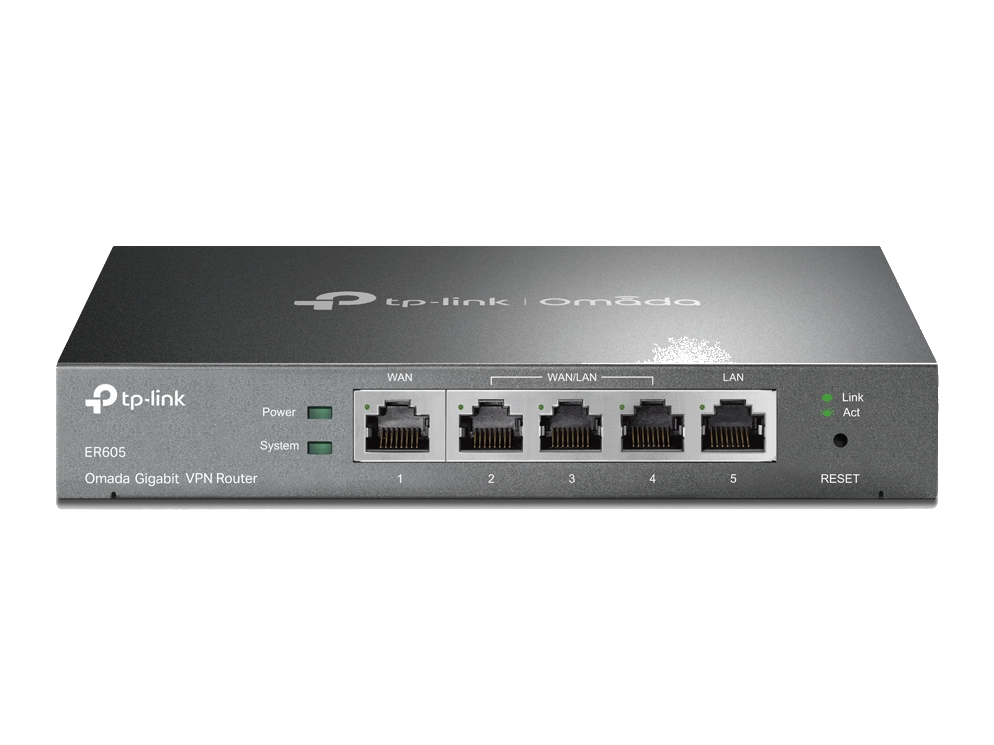 tp-link | Omāda
tp-link
ER605
Omada Gigabit VPN Router
Power
System
WAN
WAN/LAN
LAN
1
2
3
4
5
Link
Act
RESET